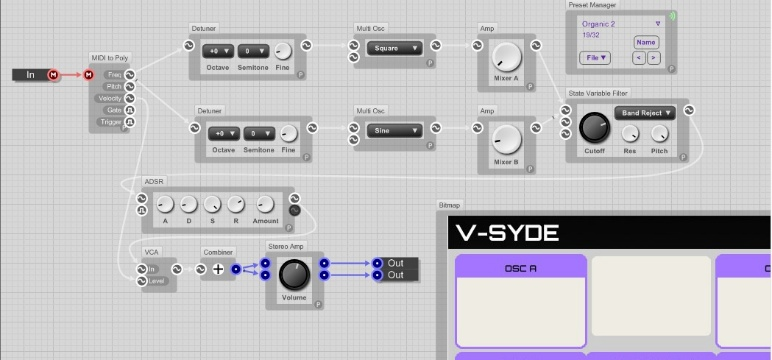 Preset Manager
Organic 2
19/32
Name
File
< >
Detuner
+0 0
Octave Semitone Fine
P
Multi Osc
Square
P
Amp
Mixer A
P
P
MIDI to Poly
In M M
Freq
Pitch
Velocity
Gate
Trigger
P
State Variable Filter
Band Reject
Cutoff Res Pitch
P
Detuner
+0 0
Octave Semitone Fine
P
Multi Osc
Sine
P
Amp
Mixer B
P
ADSR
A D S R Amount
P
VCA
In
Level
P
Combiner
+
Stereo Amp
Volume
P
Out
Out
Bitmap
V-SYDE
OSC A